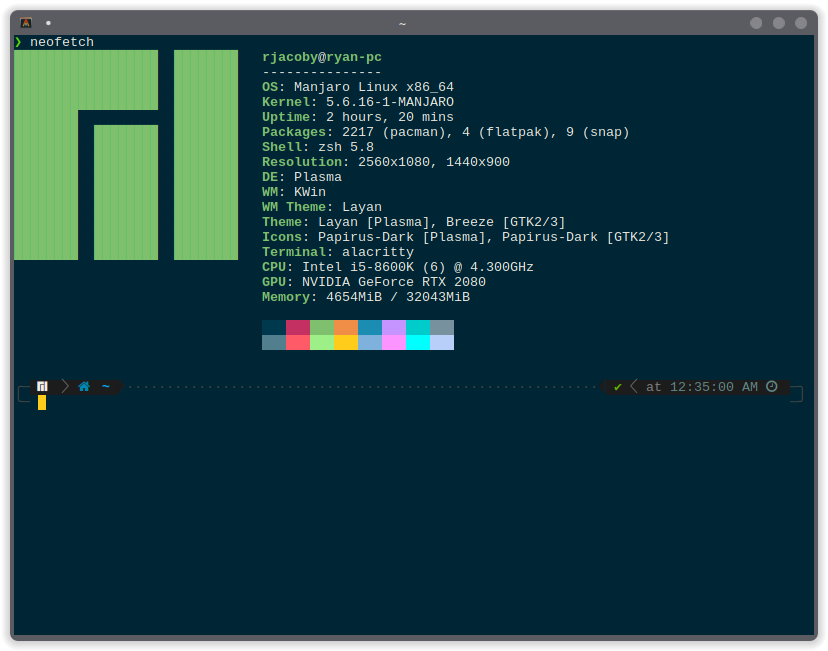 ~
❯ neofetch
rjacoby@ryan-pc
---------------
OS: Manjaro Linux x86_64
Kernel: 5.6.16-1-MANJARO
Uptime: 2 hours, 20 mins
Packages: 2217 (pacman), 4 (flatpak), 9 (snap)
Shell: zsh 5.8
Resolution: 2560x1080, 1440x900
DE: Plasma
WM: KWin
WM Theme: Layan
Theme: Layan [Plasma], Breeze [GTK2/3]
Icons: Papirus-Dark [Plasma], Papirus-Dark [GTK2/3]
Terminal: alacritty
CPU: Intel i5-8600K (6) @ 4.300GHz
GPU: NVIDIA GeForce RTX 2080
Memory: 4654MiB / 32043MiB
~ ✔ at 12:35:00 AM